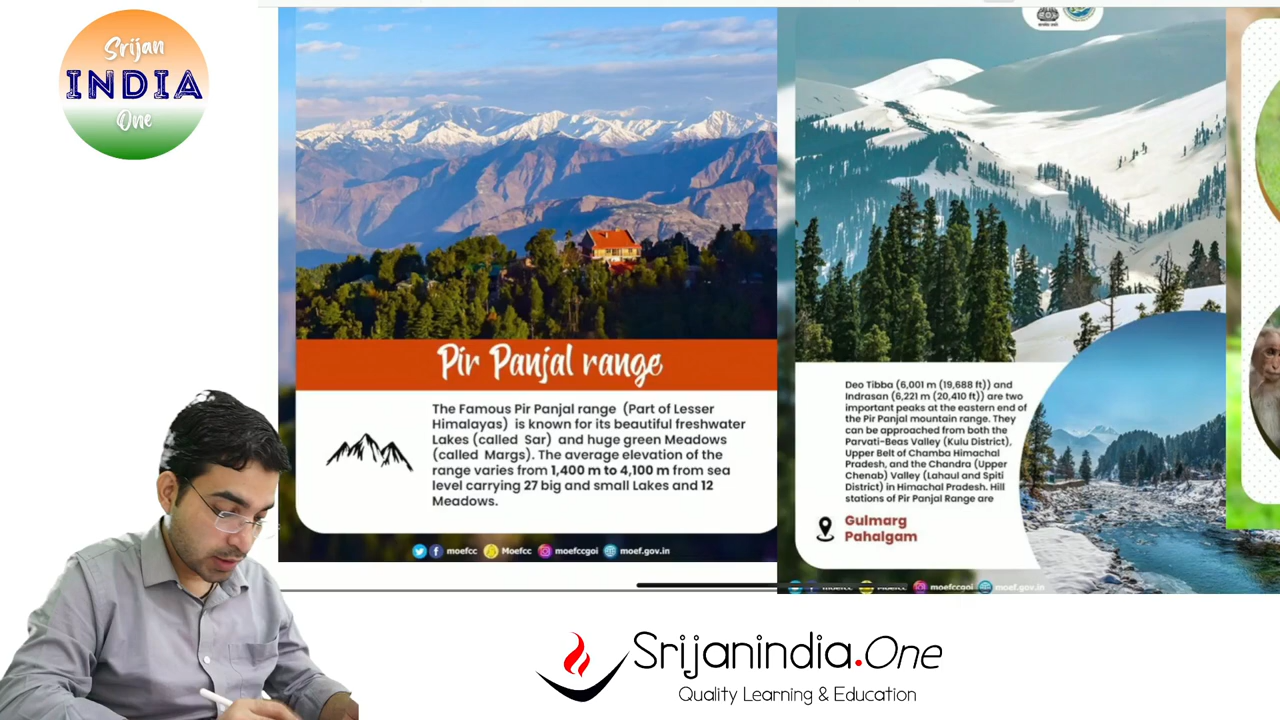 Srijan
INDIA
One
Pir Panjal range
The Famous Pir Panjal range (Part of Lesser
Himalayas) is known for its beautiful freshwater
Lakes (called Sar) and huge green Meadows
(called Margs). The average elevation of the
range varies from 1,400 m to 4,100 m from sea
level carrying 27 big and small Lakes and 12
Meadows.
moefcc Moefcc moefccgoi moef.gov.in
Deo Tibba (6,001 m (19,688 ft)) and
Indrasan (6,221 m (20,410 ft)) are two
important peaks at the eastern end of
the Pir Panjal mountain range. They
can be approached from both the
Parvati-Beas Valley (Kulu District),
Upper Belt of Chamba Himachal
Pradesh, and the Chandra (Upper
Chenab) Valley (Lahaul and Spiti
District) in Himachal Pradesh. Hill
stations of Pir Panjal Range are
Gulmarg
Pahalgam
moefccgoi moef.gov.in
Srijanindia.One
Quality Learning & Education